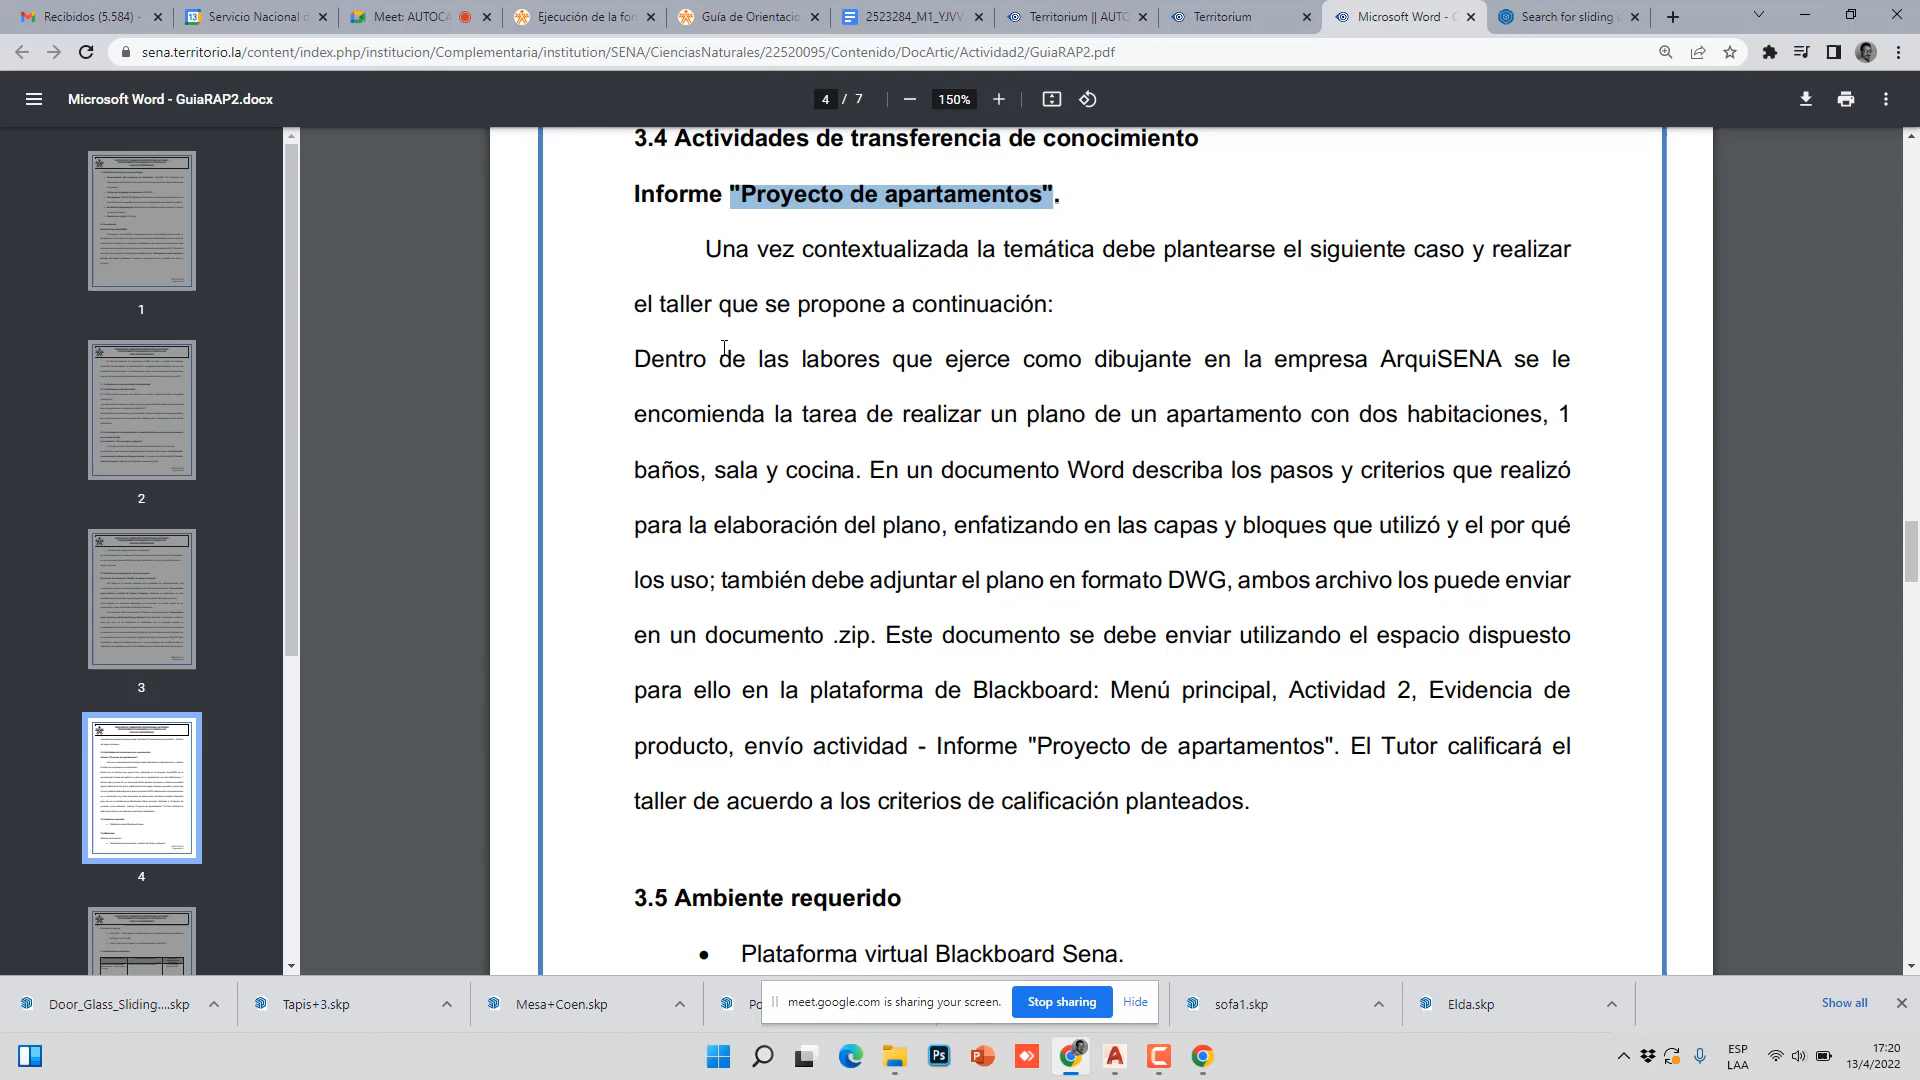 Recibidos (5.584) -
Servicio Nacional d
Meet: AUTOCA
Ejecución de la for
Guía de Orientacio
2523284_M1_YJVV
Territorium || AUTO
Territorium
Microsoft Word - G
Search for sliding
sena.territorio.la/content/index.php/institucion/Complementaria/institution/SENA/CienciasNaturales/22520095/Contenido/DocArtic/Actividad2/GuiaRAP2.pdf
Microsoft Word - GuiaRAP2.docx
4 / 7
150%
1
2
3
4
3.4 Actividades de transferencia de conocimiento
Informe "Proyecto de apartamentos".
Una vez contextualizada la temática debe plantearse el siguiente caso y realizar
el taller que se propone a continuación:
Dentro de las labores que ejerce como dibujante en la empresa ArquiSENA se le
encomienda la tarea de realizar un plano de un apartamento con dos habitaciones, 1
baños, sala y cocina. En un documento Word describa los pasos y criterios que realizó
para la elaboración del plano, enfatizando en las capas y bloques que utilizó y el por qué
los uso; también debe adjuntar el plano en formato DWG, ambos archivo los puede enviar
en un documento .zip. Este documento se debe enviar utilizando el espacio dispuesto
para ello en la plataforma de Blackboard: Menú principal, Actividad 2, Evidencia de
producto, envío actividad - Informe "Proyecto de apartamentos". El Tutor calificará el
taller de acuerdo a los criterios de calificación planteados.
3.5 Ambiente requerido
• Plataforma virtual Blackboard Sena.
Door_Glass_Sliding....skp
Tapis+3.skp
Mesa+Coen.skp
Po
meet.google.com is sharing your screen.
Stop sharing
Hide
sofa1.skp
Elda.skp
Show all
ESP
LAA
17:20
13/4/2022